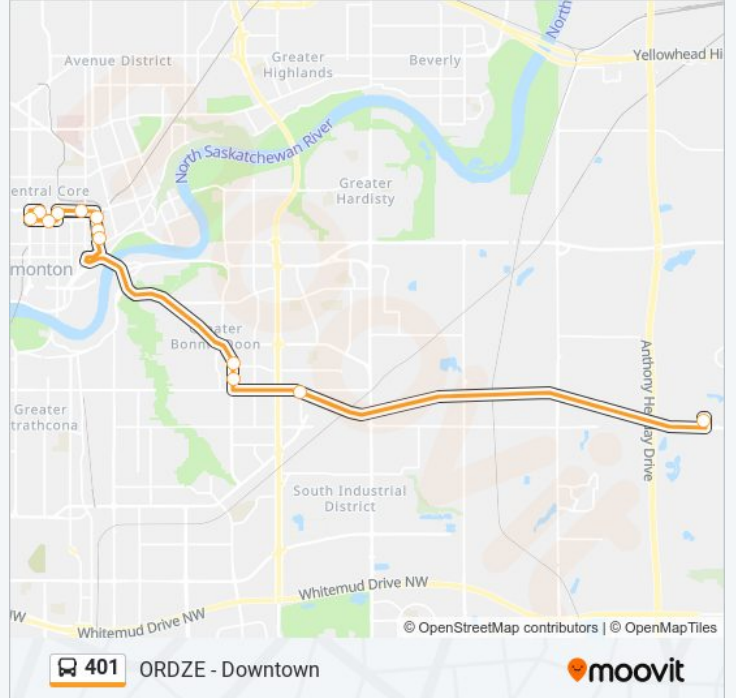 North
Avenue District
Greater
Highlands
Beverly
Yellowhead Hi
North Saskatchewan River
entral Core
Greater
Hardisty
monton
Greater
Bonnie Doon
Anthony Henday Drive
Greater
trathcona
South Industrial
District
Whitemud Drive NW
W
Whitemud Drive NW
© OpenStreetMap contributors | © OpenMapTiles
401 ORDZE - Downtown
moovit